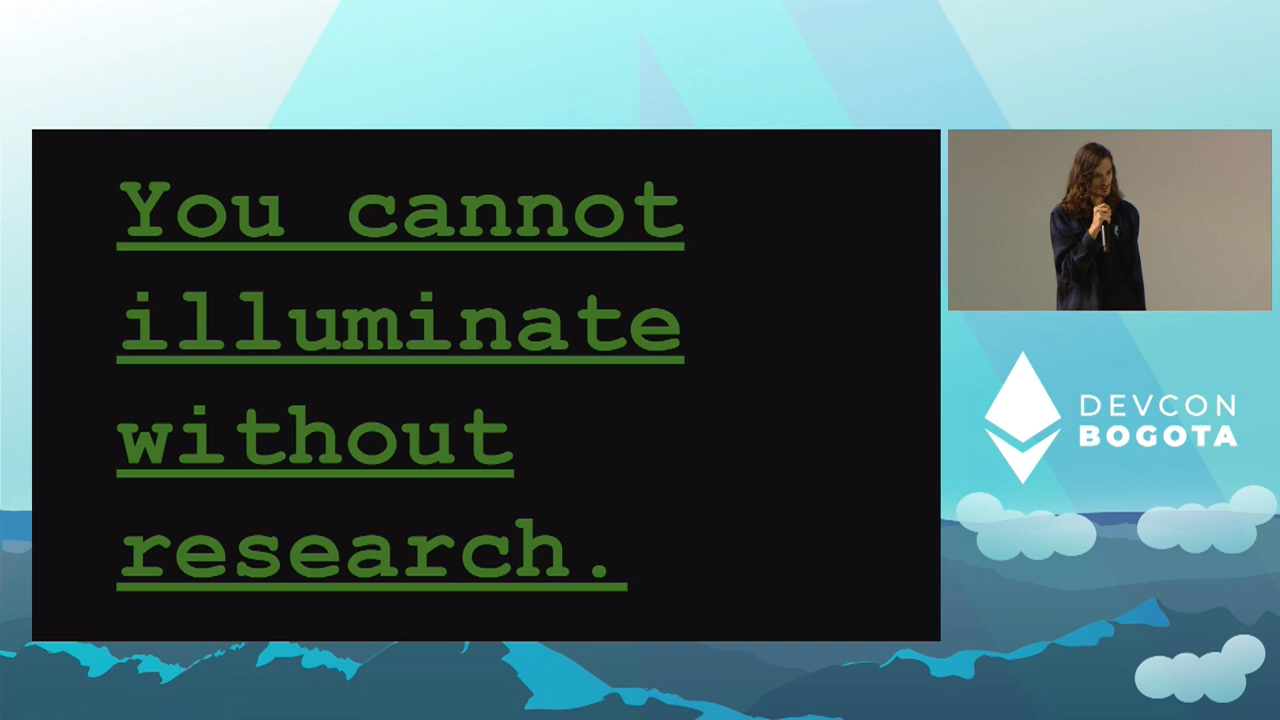 You cannot
illuminate
without
research.
DEVCON
BOGOTA